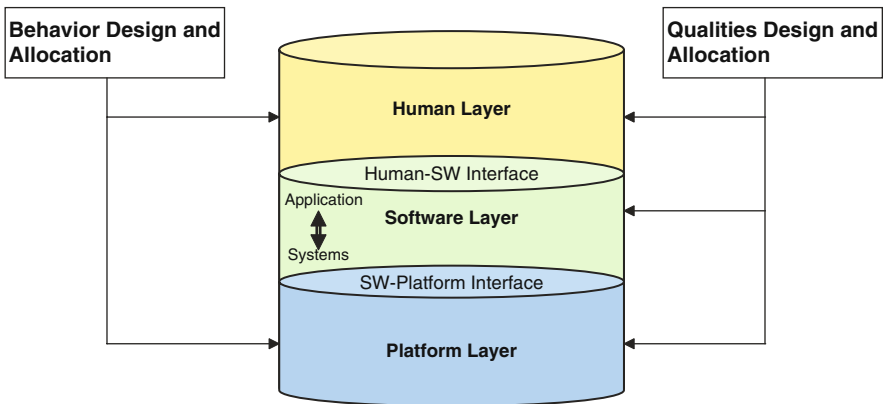 Behavior Design and
Allocation
Qualities Design and
Allocation
Human Layer
Human-SW Interface
Application
Software Layer
Systems
SW-Platform Interface
Platform Layer